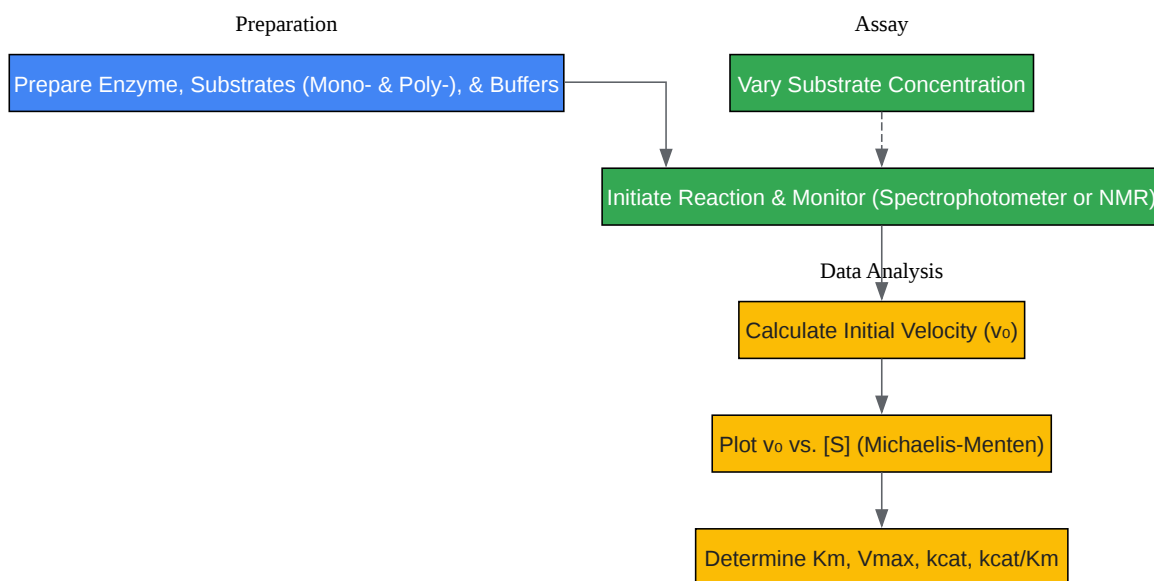 Preparation
Assay
Prepare Enzyme, Substrates (Mono- & Poly-), & Buffers
Vary Substrate Concentration
Initiate Reaction & Monitor (Spectrophotometer or NMR)
Data Analysis
Calculate Initial Velocity (v₀)
Plot v₀ vs. [S] (Michaelis-Menten)
Determine Km, Vmax, kcat, kcat/Km